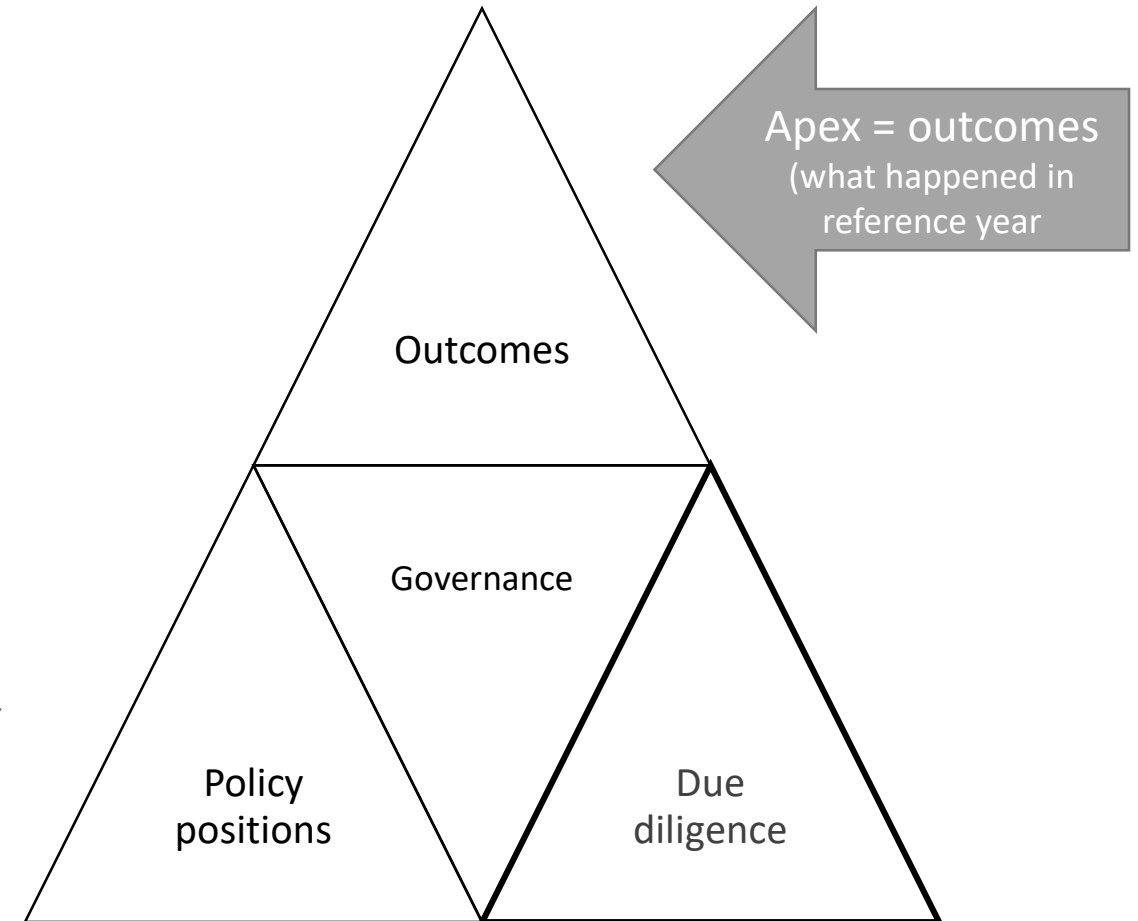 Apex = outcomes
(what happened in
reference year
Outcomes
Governance
Policy
positions
Due
diligence